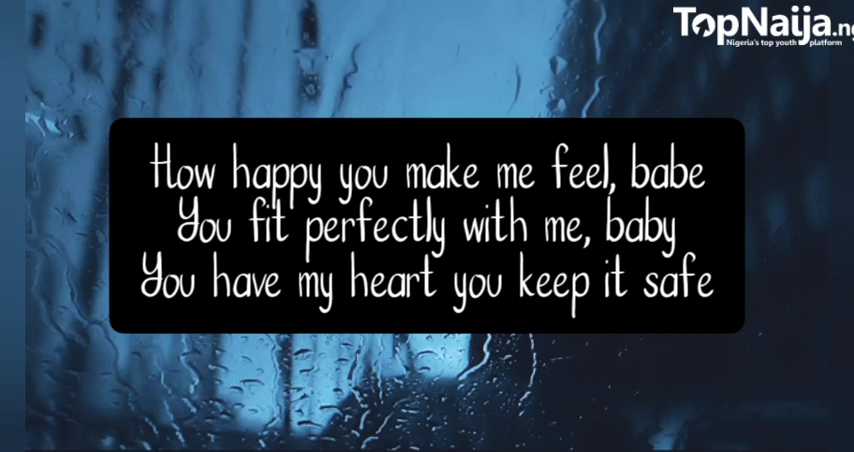 TopNaija.ng
Nigeria's top youth platform
How happy you make me feel, babe
You fit perfectly with me, baby
You have my heart you keep it safe